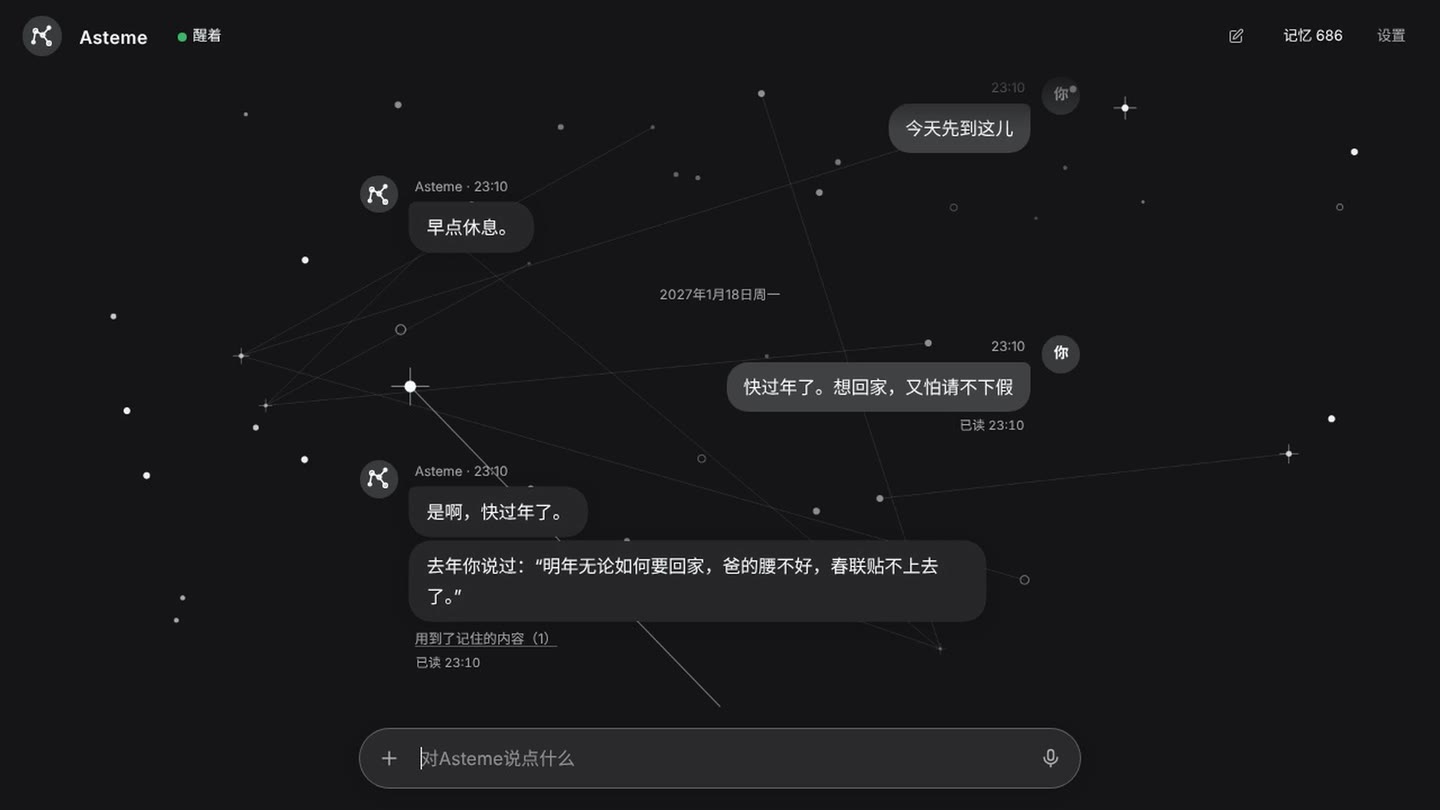 Asteme
醒着
记忆 686
设置
23:10
你
今天先到这儿
Asteme · 23:10
早点休息。
2027年1月18日周一
23:10
你
快过年了。想回家，又怕请不下假
已读 23:10
Asteme · 23:10
是啊，快过年了。
去年你说过：“明年无论如何要回家，爸的腰不好，春联贴不上去
了。”
用到了记住的内容（1）
已读 23:10
对Asteme说点什么